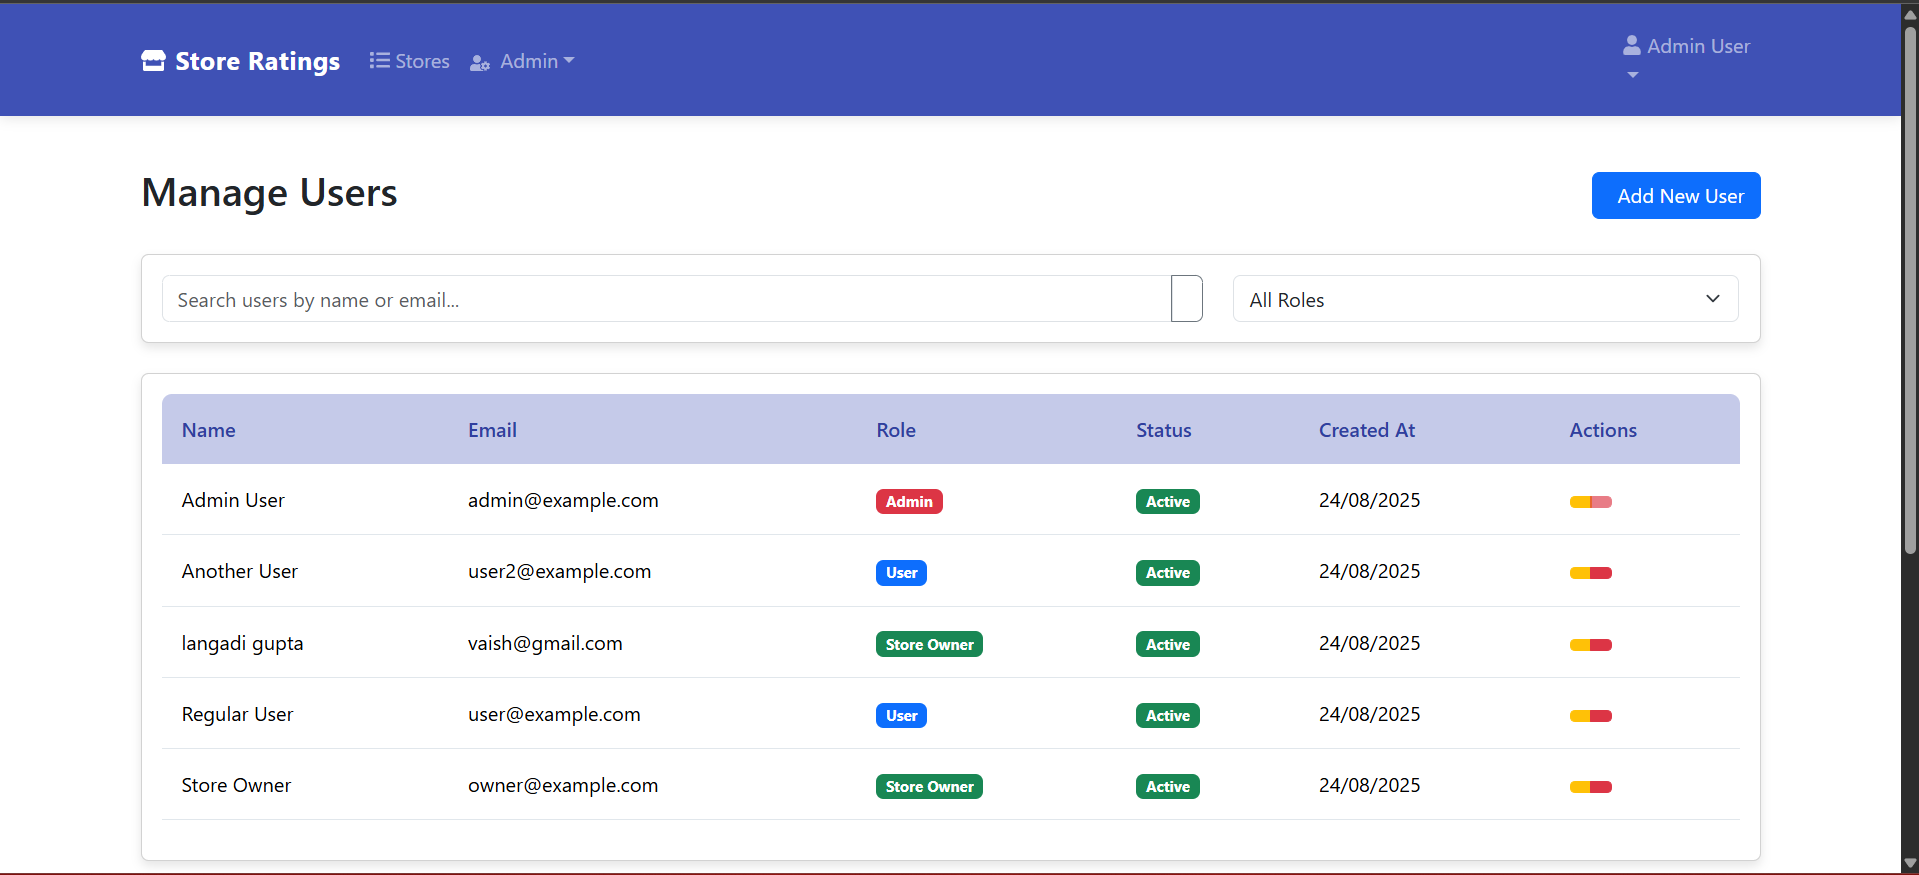 Store Ratings Stores Admin Admin User
Manage Users Add New User
Search users by name or email... All Roles
Name Email Role Status Created At Actions
Admin User admin@example.com Admin Active 24/08/2025
Another User user2@example.com User Active 24/08/2025
langadi gupta vaish@gmail.com Store Owner Active 24/08/2025
Regular User user@example.com User Active 24/08/2025
Store Owner owner@example.com Store Owner Active 24/08/2025